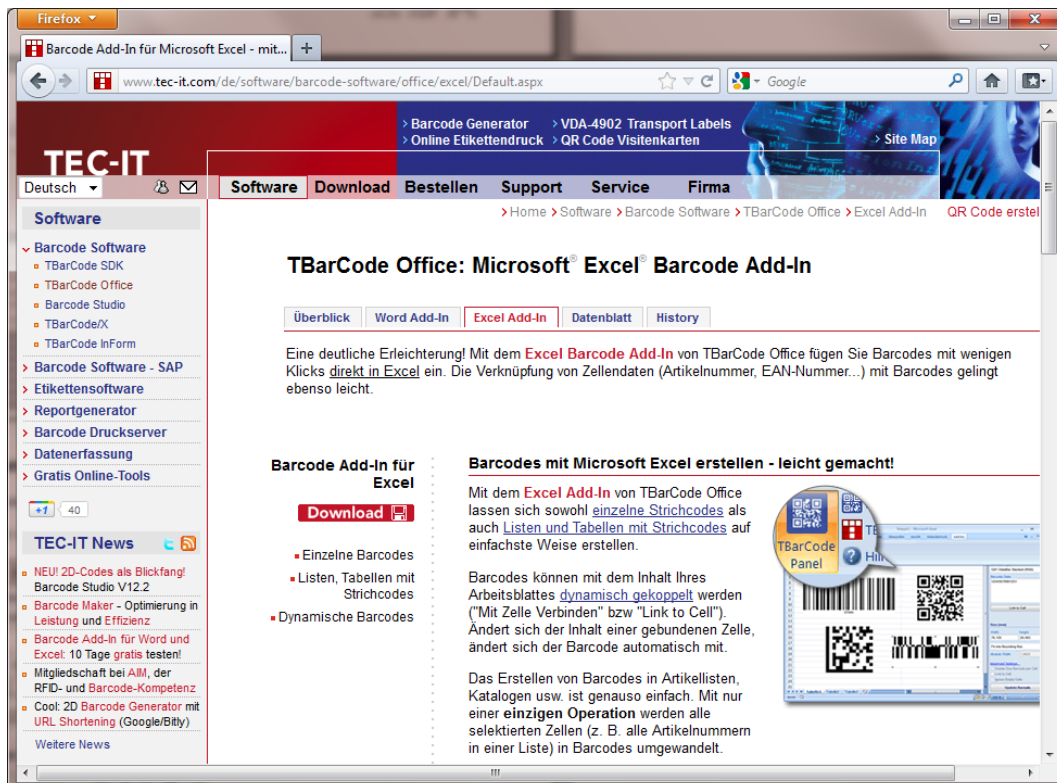 Firefox
Barcode Add-In für Microsoft Excel - mit...
www.tec-it.com/de/software/barcode-software/office/excel/Default.aspx
Google
> Barcode Generator > VDA-4902 Transport Labels
> Online Etikettendruck > QR Code Visitenkarten
> Site Map
TEC-IT
Deutsch
Software Download Bestellen Support Service Firma
> Home > Software > Barcode Software > TBarCode Office > Excel Add-In QR Code erstel
Software
Barcode Software
TBarCode SDK
TBarCode Office
Barcode Studio
TBarCode/X
TBarCode InForm
> Barcode Software - SAP
> Etikettensoftware
> Reportgenerator
> Barcode Druckserver
> Datenerfassung
> Gratis Online-Tools
+1 40
TEC-IT News
NEU! 2D-Codes als Blickfang!
Barcode Studio V12.2
Barcode Maker - Optimierung in
Leistung und Effizienz
Barcode Add-In für Word und
Excel: 10 Tage gratis testen!
Mitgliedschaft bei AIM, der
RFID- und Barcode-Kompetenz
Cool: 2D Barcode Generator mit
URL Shortening (Google/Bitly)
Weitere News
TBarCode Office: Microsoft® Excel® Barcode Add-In
Überblick Word Add-In Excel Add-In Datenblatt History
Eine deutliche Erleichterung! Mit dem Excel Barcode Add-In von TBarCode Office fügen Sie Barcodes mit wenigen
Klicks direkt in Excel ein. Die Verknüpfung von Zellendaten (Artikelnummer, EAN-Nummer...) mit Barcodes gelingt
ebenso leicht.
Barcode Add-In für
Excel
Download
Einzelne Barcodes
Listen, Tabellen mit
Strichcodes
Dynamische Barcodes
Barcodes mit Microsoft Excel erstellen - leicht gemacht!
Mit dem Excel Add-In von TBarCode Office
lassen sich sowohl einzelne Strichcodes als
auch Listen und Tabellen mit Strichcodes auf
einfachste Weise erstellen.
Barcodes können mit dem Inhalt Ihres
Arbeitsblattes dynamisch gekoppelt werden
("Mit Zelle Verbinden" bzw "Link to Cell").
Ändert sich der Inhalt einer gebundenen Zelle,
ändert sich der Barcode automatisch mit.
Das Erstellen von Barcodes in Artikellisten,
Katalogen usw. ist genauso einfach. Mit nur
einer einzigen Operation werden alle
selektierten Zellen (z. B. alle Artikelnummern
in einer Liste) in Barcodes umgewandelt.
TBarCode
Panel
Link to Cell